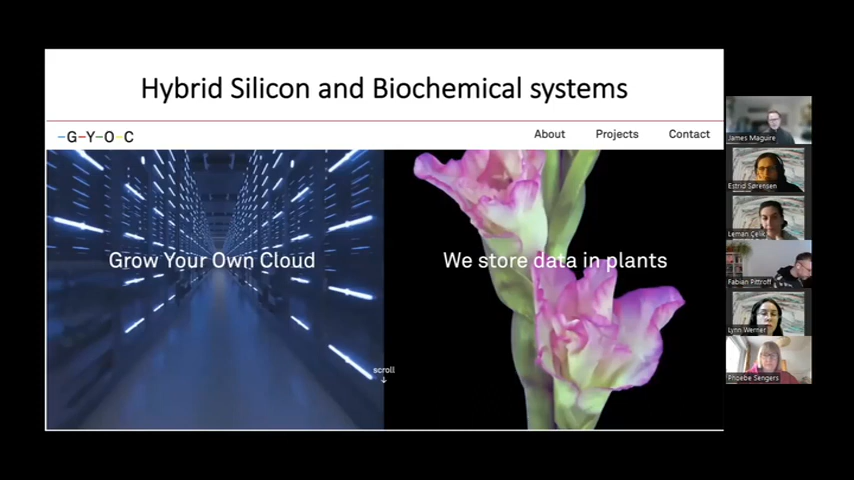 Hybrid Silicon and Biochemical systems
–G–Y–O–C
About Projects Contact
Grow Your Own Cloud
We store data in plants
scroll
James Maguire
Estrid Sørensen
Leman Çelik
Fabian Pittroff
Lynn Werner
Phoebe Sengers